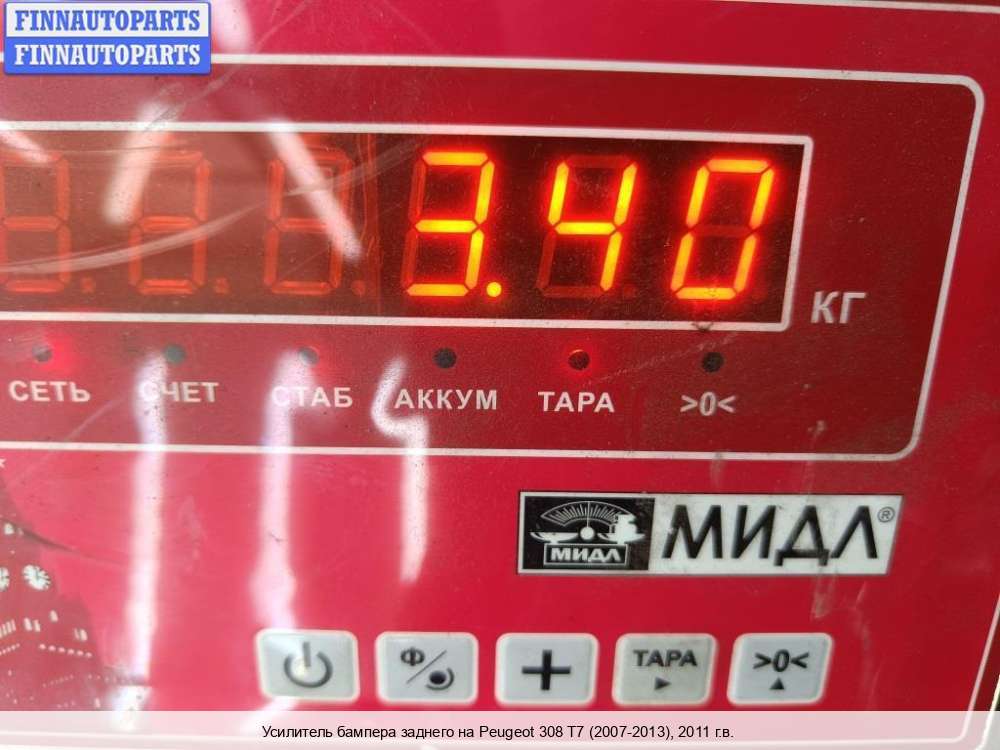 FINNAUTOPARTS
FINNAUTOPARTS
3.40
КГ
СЕТЬ СЧЕТ СТАБ АККУМ ТАРА >0<
МИДЛ МИДЛ®
Ф ТАРА >0<
Усилитель бампера заднего на Peugeot 308 T7 (2007-2013), 2011 г.в.